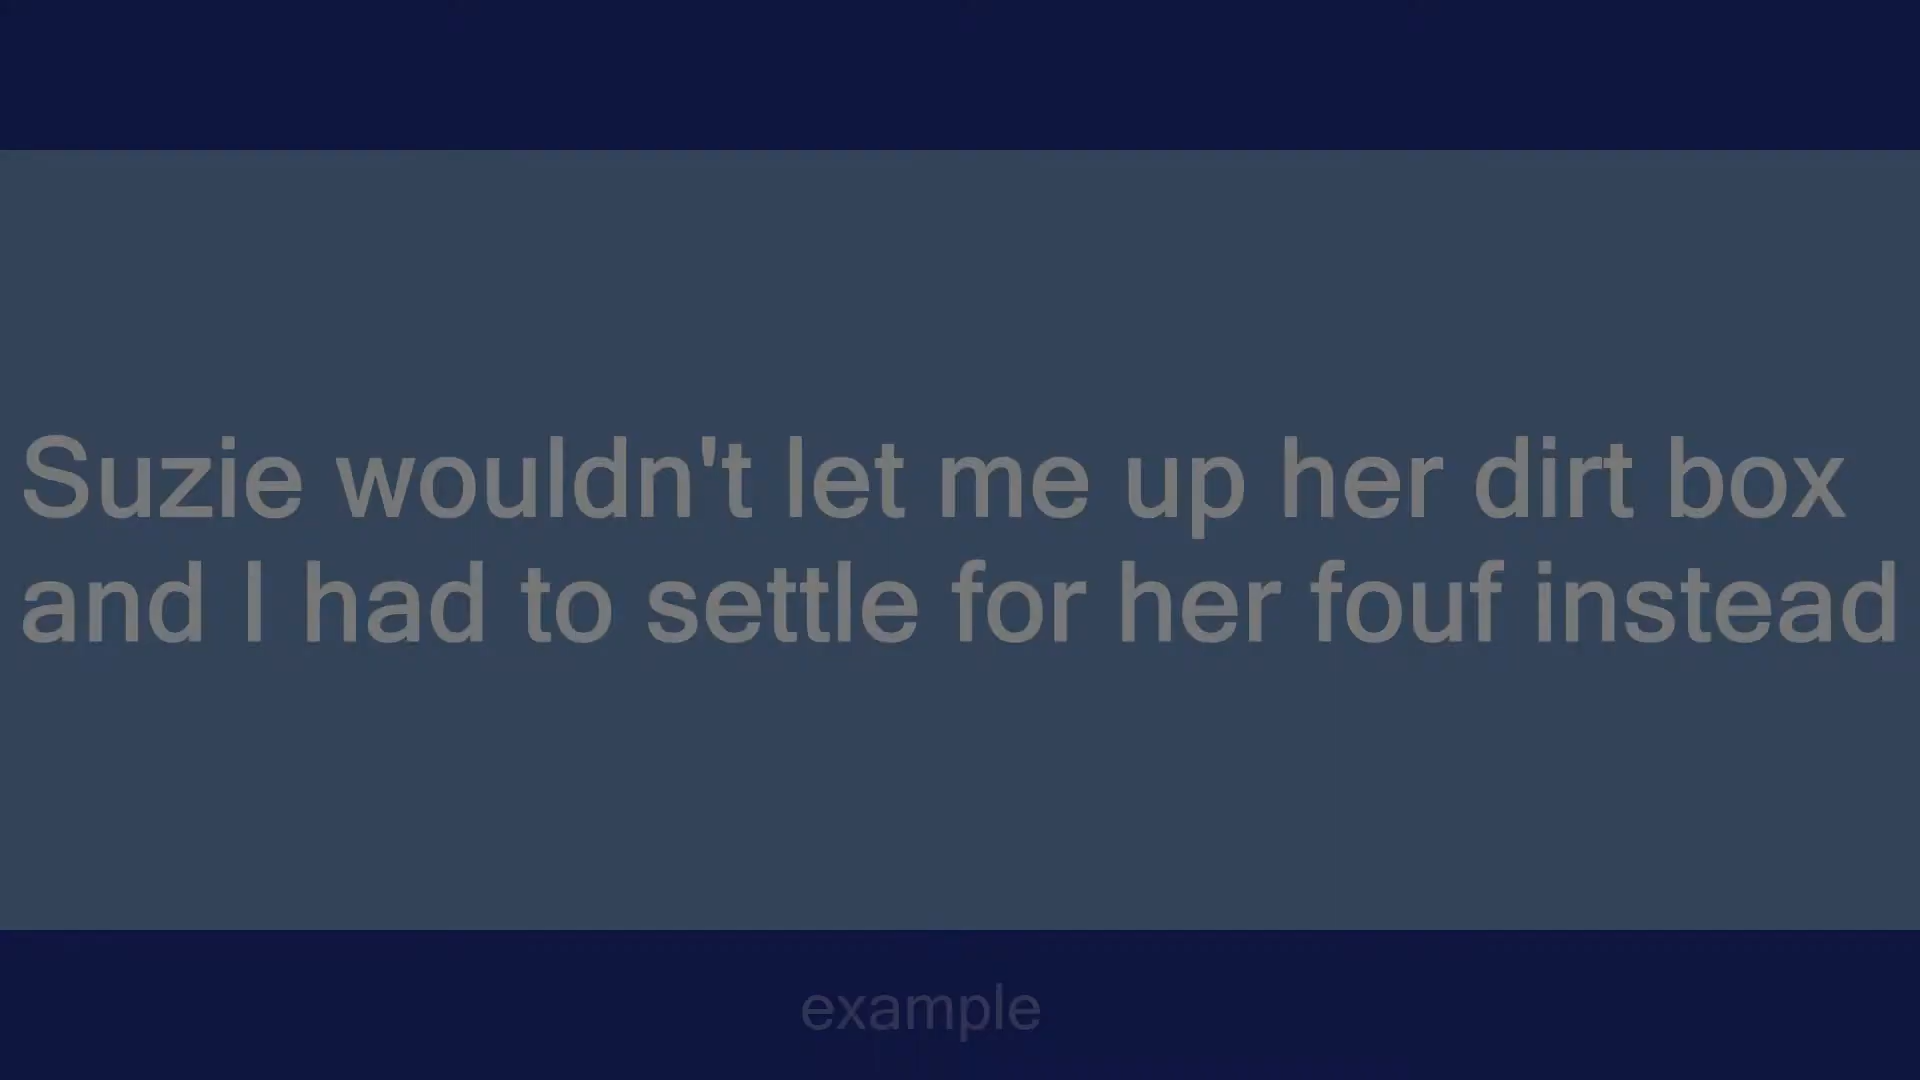 Suzie wouldn't let me up her dirt box
and I had to settle for her fouf instead
example